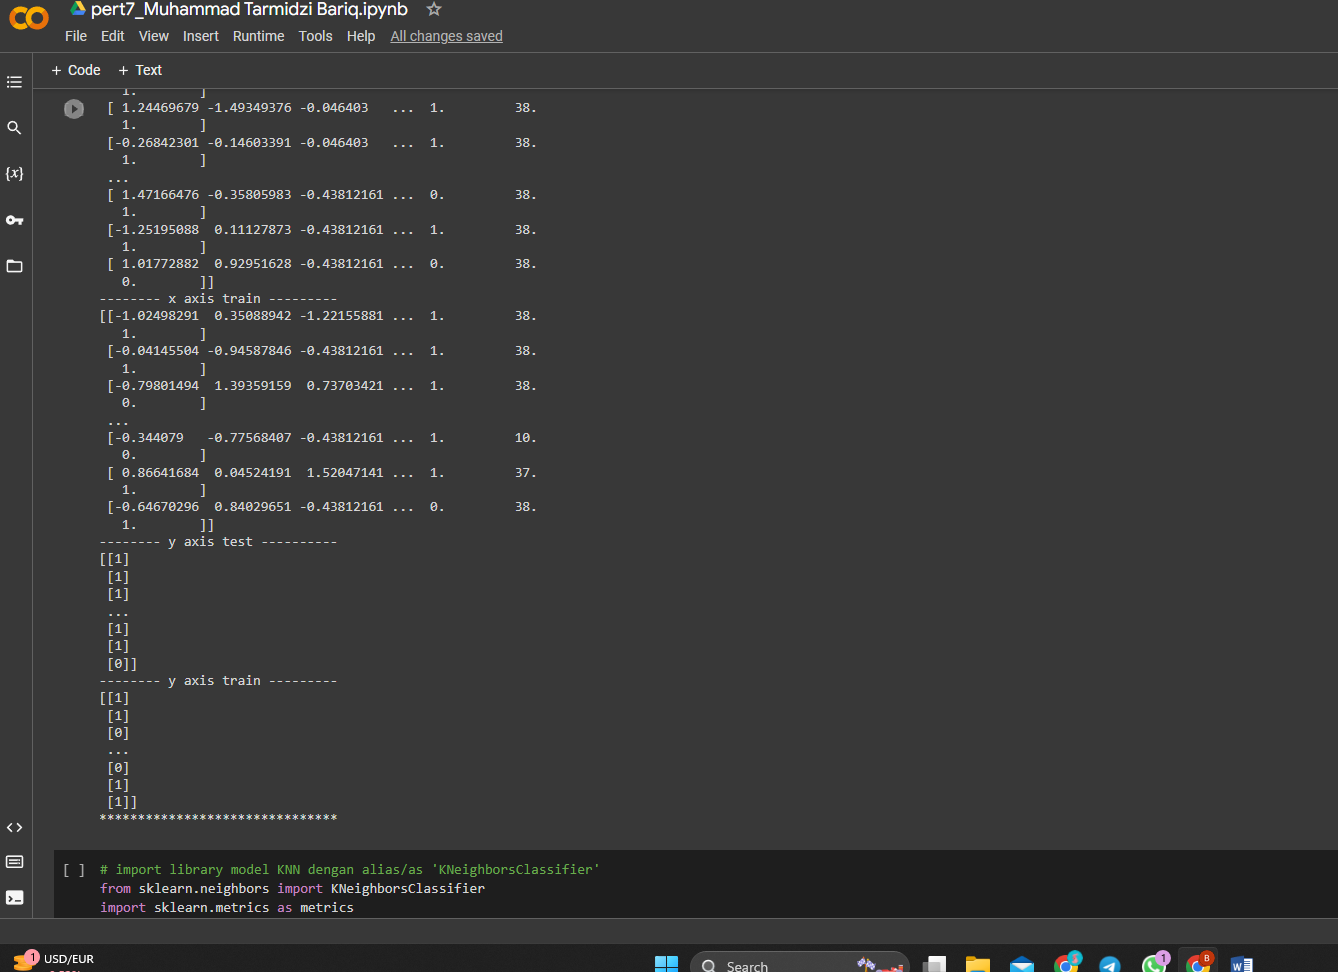 pert7_Muhammad Tarmidzi Bariq.ipynb
File Edit View Insert Runtime Tools Help All changes saved
+ Code + Text
1. ]
[ 1.24469679 -1.49349376 -0.046403 ... 1. 38.
1. ]
[-0.26842301 -0.14603391 -0.046403 ... 1. 38.
1. ]
...
[ 1.47166476 -0.35805983 -0.43812161 ... 0. 38.
1. ]
[-1.25195088 0.11127873 -0.43812161 ... 1. 38.
1. ]
[ 1.01772882 0.92951628 -0.43812161 ... 0. 38.
0. ]]
-------- x axis train ---------
[[-1.02498291 0.35088942 -1.22155881 ... 1. 38.
1. ]
[-0.04145504 -0.94587846 -0.43812161 ... 1. 38.
1. ]
[-0.79801494 1.39359159 0.73703421 ... 1. 38.
0. ]
...
[-0.344079 -0.77568407 -0.43812161 ... 1. 10.
0. ]
[ 0.86641684 0.04524191 1.52047141 ... 1. 37.
1. ]
[-0.64670296 0.84029651 -0.43812161 ... 0. 38.
1. ]]
-------- y axis test ----------
[[1]
[1]
[1]
...
[1]
[1]
[0]]
-------- y axis train ---------
[[1]
[1]
[0]
...
[0]
[1]
[1]]
*******************************
[ ] # import library model KNN dengan alias/as 'KNeighborsClassifier'
from sklearn.neighbors import KNeighborsClassifier
import sklearn.metrics as metrics
{x}
1 USD/EUR
Search
1
B
W